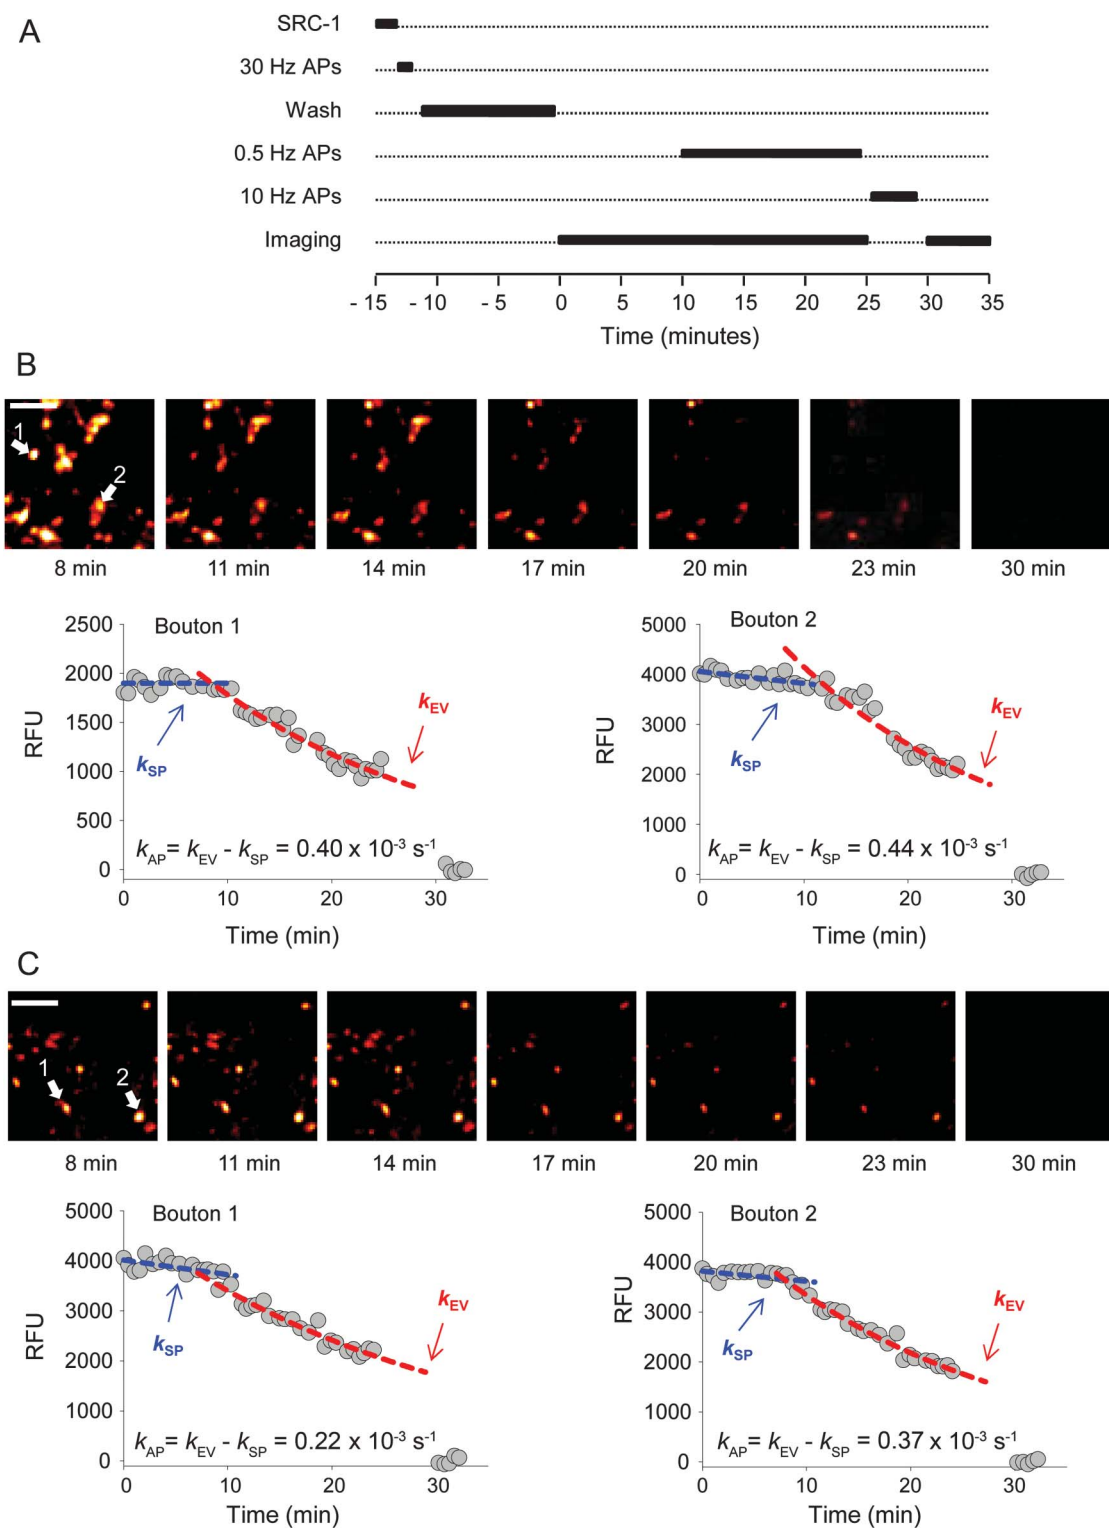 A
SRC-1
30 Hz APs
Wash
0.5 Hz APs
10 Hz APs
Imaging
- 15 - 10 - 5 0 5 10 15 20 25 30 35
Time (minutes)
B
1
2
8 min 11 min 14 min 17 min 20 min 23 min 30 min
Bouton 1
2500
2000
1500
1000
500
0
RFU
kSP
kEV
kAP= kEV - kSP = 0.40 x 10-3 s-1
0 10 20 30
Time (min)
Bouton 2
5000
4000
3000
2000
1000
0
RFU
kSP
kEV
kAP= kEV - kSP = 0.44 x 10-3 s-1
0 10 20 30
Time (min)
C
1
2
8 min 11 min 14 min 17 min 20 min 23 min 30 min
Bouton 1
5000
4000
3000
2000
1000
0
RFU
kSP
kEV
kAP= kEV - kSP = 0.22 x 10-3 s-1
0 10 20 30
Time (min)
Bouton 2
5000
4000
3000
2000
1000
0
RFU
kSP
kEV
kAP= kEV - kSP = 0.37 x 10-3 s-1
0 10 20 30
Time (min)